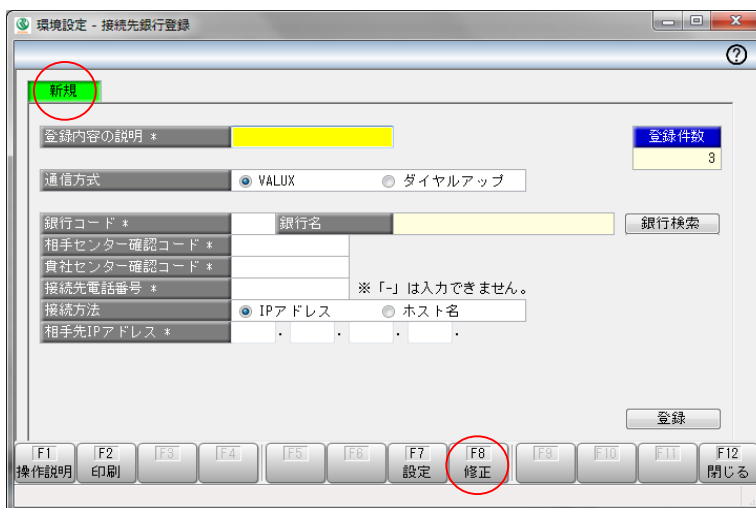 環境設定 - 接続先銀行登録
新規
登録内容の説明 *
登録件数
3
通信方式 VALUX ダイヤルアップ
銀行コード * 銀行名 銀行検索
相手センター確認コード *
貴社センター確認コード *
接続先電話番号 * ※「-」は入力できません。
接続方法 IPアドレス ホスト名
相手先IPアドレス * . . . .
登録
F1 F2 F3 F4 F5 F6 F7 F8 F9 F10 F11 F12
操作説明 印刷 設定 修正 閉じる